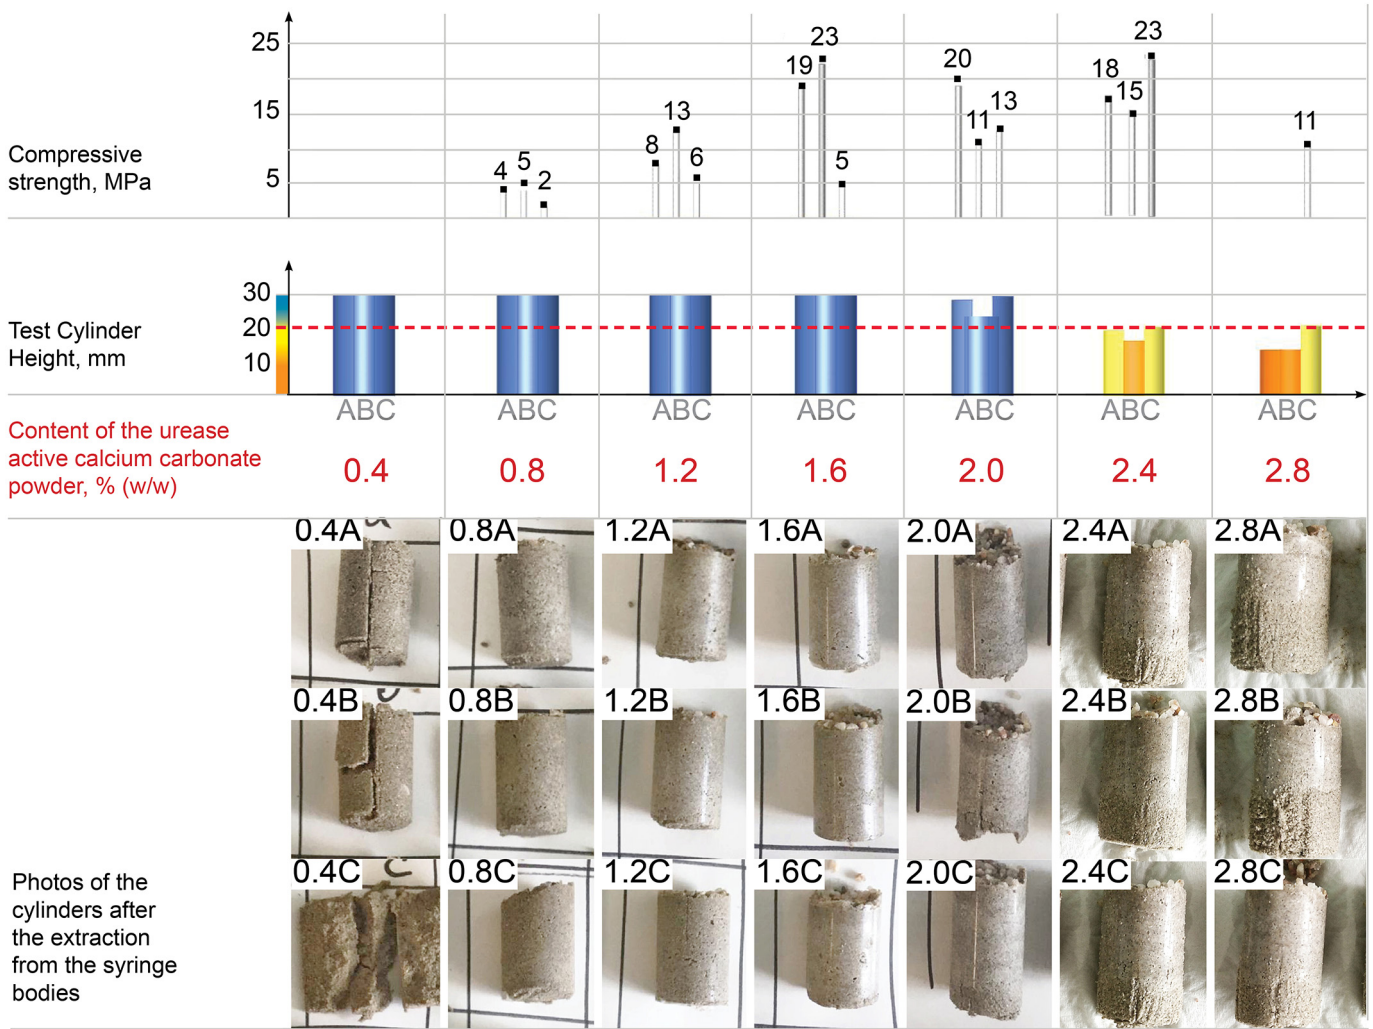 25
15
5
Compressive
strength, MPa
4
5
2
8
13
6
19
23
5
20
11
13
18
15
23
11
30
20
10
Test Cylinder
Height, mm
ABC ABC ABC ABC ABC ABC ABC
Content of the urease
active calcium carbonate
powder, % (w/w)
0.4 0.8 1.2 1.6 2.0 2.4 2.8
0.4A 0.8A 1.2A 1.6A 2.0A 2.4A 2.8A
0.4B 0.8B 1.2B 1.6B 2.0B 2.4B 2.8B
0.4C 0.8C 1.2C 1.6C 2.0C 2.4C 2.8C
C
Photos of the
cylinders after
the extraction
from the syringe
bodies